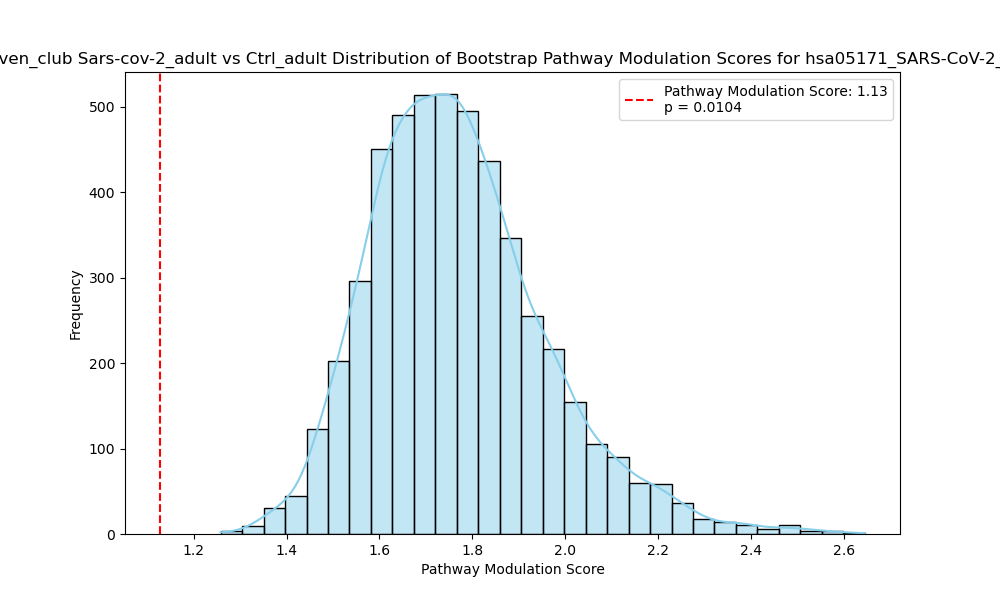 ven_club Sars-cov-2_adult vs Ctrl_adult Distribution of Bootstrap Pathway Modulation Scores for hsa05171_SARS-CoV-2_
Pathway Modulation Score: 1.13
p = 0.0104
Frequency
500
400
300
200
100
0
1.2 1.4 1.6 1.8 2.0 2.2 2.4 2.6
Pathway Modulation Score